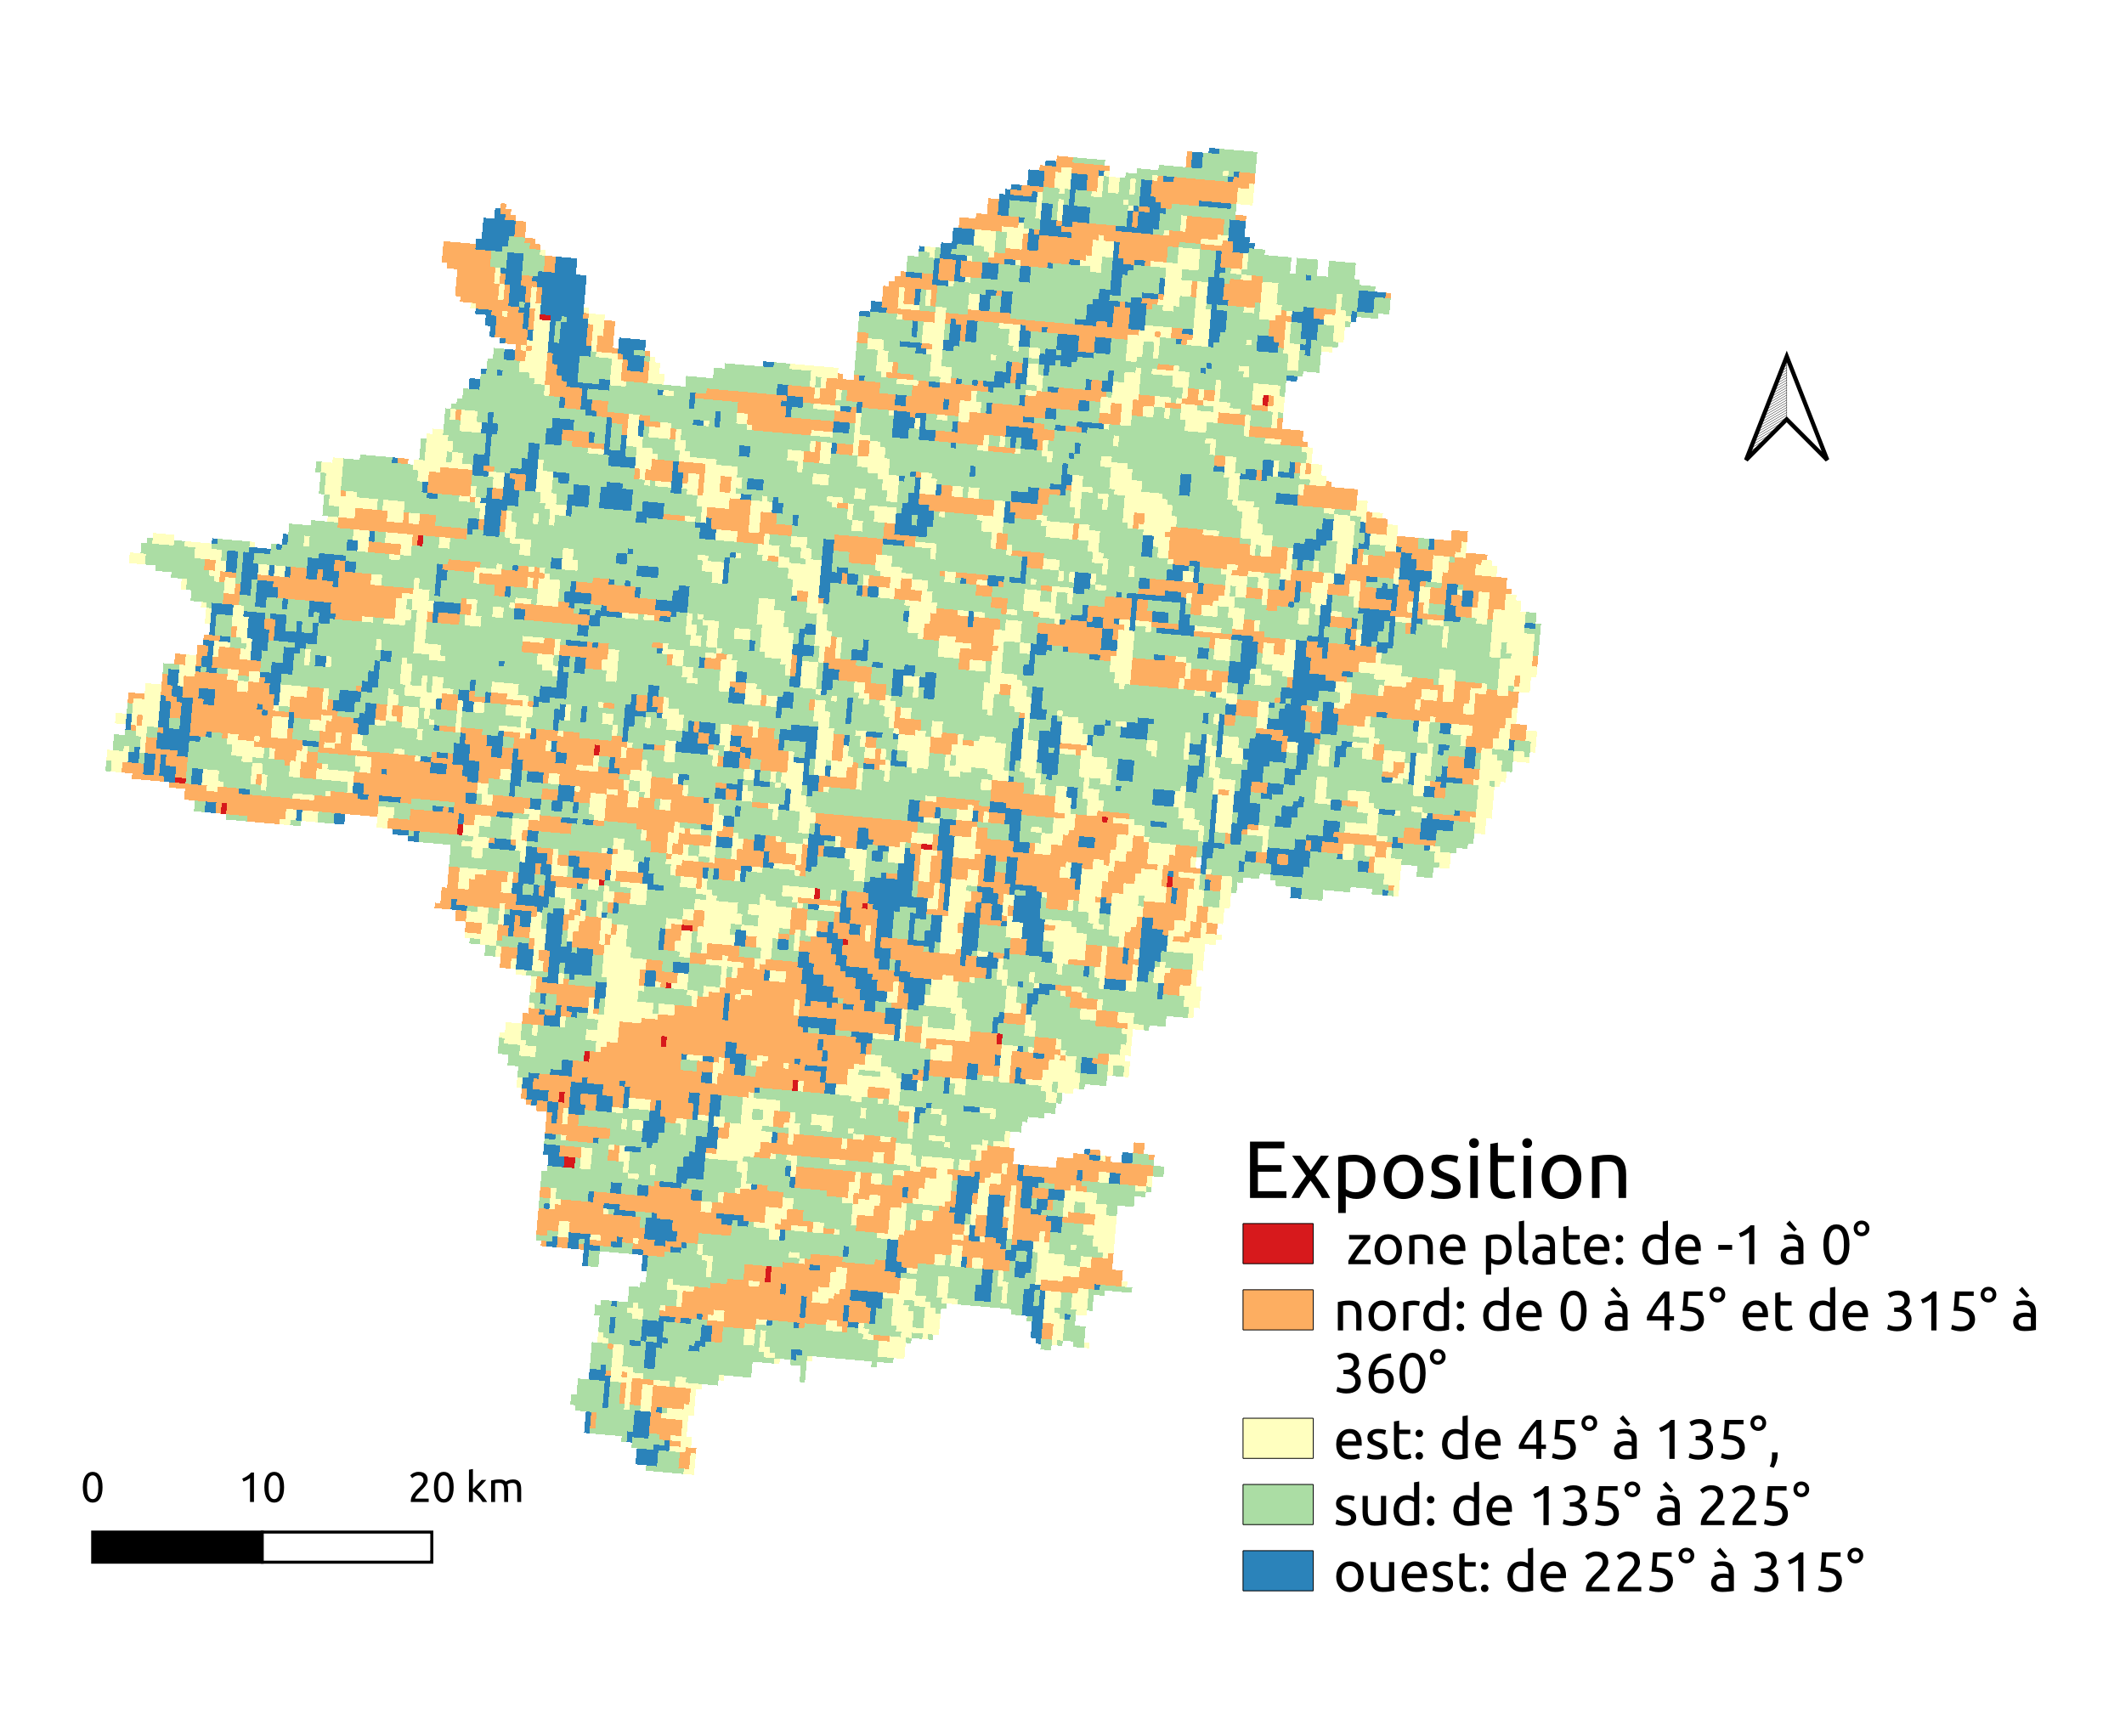 Exposition
zone plate: de -1 à 0°
nord: de 0 à 45° et de 315° à
360°
est: de 45° à 135°,
sud: de 135° à 225°
ouest: de 225° à 315°
0 10 20 km